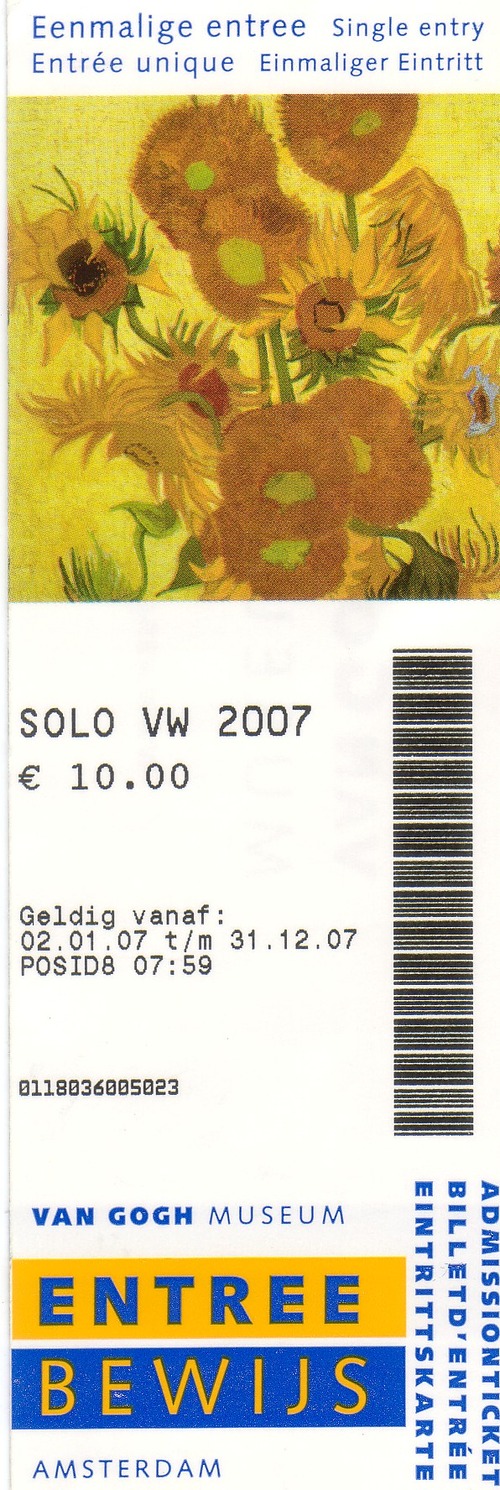 Eenmalige entree Single entry
Entrée unique Einmaliger Eintritt
SOLO VW 2007
€ 10.00
Geldig vanaf:
02.01.07 t/m 31.12.07
POSID8 07:59
0118036005023
VAN GOGH MUSEUM
ENTREE
BEWIJS
AMSTERDAM
ADMISSIONTICKET
BILLETD'ENTRÉE
EINTRITTSKARTE